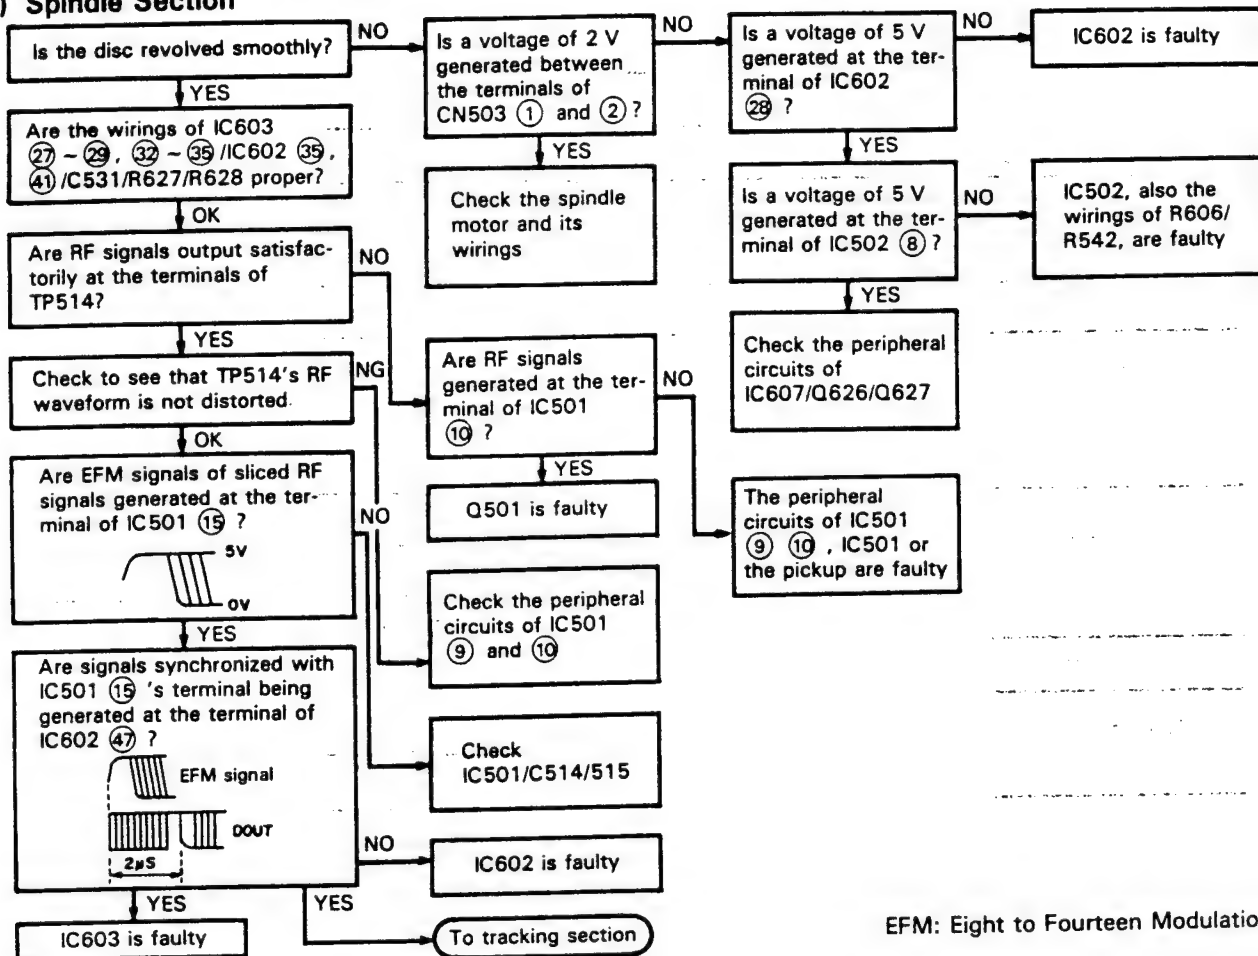 ) Spindle Section
Is the disc revolved smoothly?
NO
YES
Are the wirings of IC603
㉗ ~ ㉙, ㉜ ~ ㉟/IC602 ㉟,
㊶/C531/R627/R628 proper?
OK
Are RF signals output satisfac-
torily at the terminals of
TP514?
NO
YES
Check to see that TP514's RF
waveform is not distorted.
NG
OK
Are EFM signals of sliced RF
signals generated at the ter-
minal of IC501 ⑮ ?
5V
0V
NO
YES
Are signals synchronized with
IC501 ⑮ 's terminal being
generated at the terminal of
IC602 ㊼ ?
EFM signal
DOUT
2μS
NO
YES
YES
IC603 is faulty
To tracking section
Is a voltage of 2 V
generated between
the terminals of
CN503 ① and ② ?
NO
YES
Check the spindle
motor and its
wirings
Are RF signals
generated at the ter-
minal of IC501
⑩ ?
NO
YES
Q501 is faulty
Check the peripheral
circuits of IC501
⑨ and ⑩
Check
IC501/C514/515
IC602 is faulty
Is a voltage of 5 V
generated at the ter-
minal of IC602
㉘ ?
NO
YES
Is a voltage of 5 V
generated at the ter-
minal of IC502 ⑧ ?
NO
YES
Check the peripheral
circuits of
IC607/Q626/Q627
The peripheral
circuits of IC501
⑨ ⑩ , IC501 or
the pickup are faulty
IC602 is faulty
IC502, also the
wirings of R606/
R542, are faulty
EFM: Eight to Fourteen Modulatio